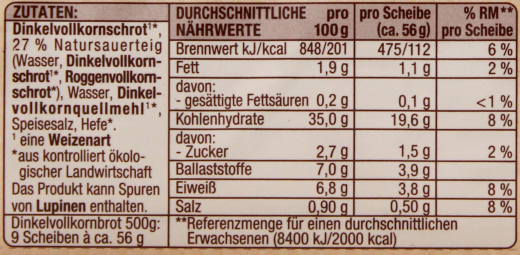 ZUTATEN:
Dinkelvollkornschrot¹*,
27 % Natursauerteig
(Wasser, Dinkelvollkorn-
schrot¹*, Roggenvollkorn-
schrot*), Wasser, Dinkel-
vollkornquellmehl¹*,
Speisesalz, Hefe*.
¹ eine Weizenart
*aus kontrolliert ökolo-
gischer Landwirtschaft
Das Produkt kann Spuren
von Lupinen enthalten.
Dinkelvollkornbrot 500g:
9 Scheiben à ca. 56 g
DURCHSCHNITTLICHE pro pro Scheibe % RM**
NÄHRWERTE 100 g (ca. 56 g) pro Scheibe
Brennwert kJ/kcal 848/201 475/112 6 %
Fett 1,9 g 1,1 g 2 %
davon:
- gesättigte Fettsäuren 0,2 g 0,1 g <1 %
Kohlenhydrate 35,0 g 19,6 g 8 %
davon:
- Zucker 2,7 g 1,5 g 2 %
Ballaststoffe 7,0 g 3,9 g
Eiweiß 6,8 g 3,8 g 8 %
Salz 0,90 g 0,50 g 8 %
**Referenzmenge für einen durchschnittlichen
Erwachsenen (8400 kJ/2000 kcal)